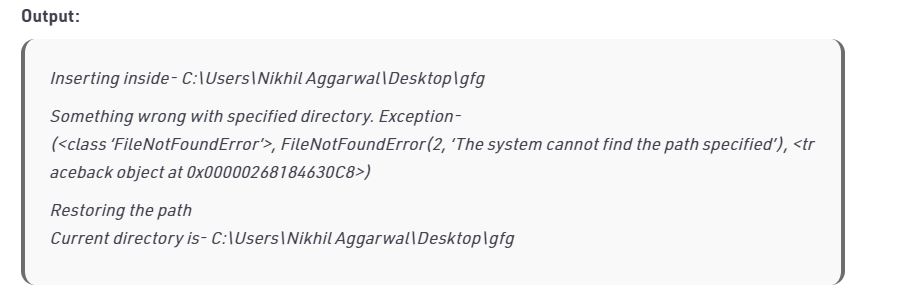 Output:
Inserting inside- C:\Users\Nikhil Aggarwal\Desktop\gfg
Something wrong with specified directory. Exception-
(<class ‘FileNotFoundError’>, FileNotFoundError(2, ‘The system cannot find the path specified’), <tr
aceback object at 0x00000268184630C8>)
Restoring the path
Current directory is- C:\Users\Nikhil Aggarwal\Desktop\gfg